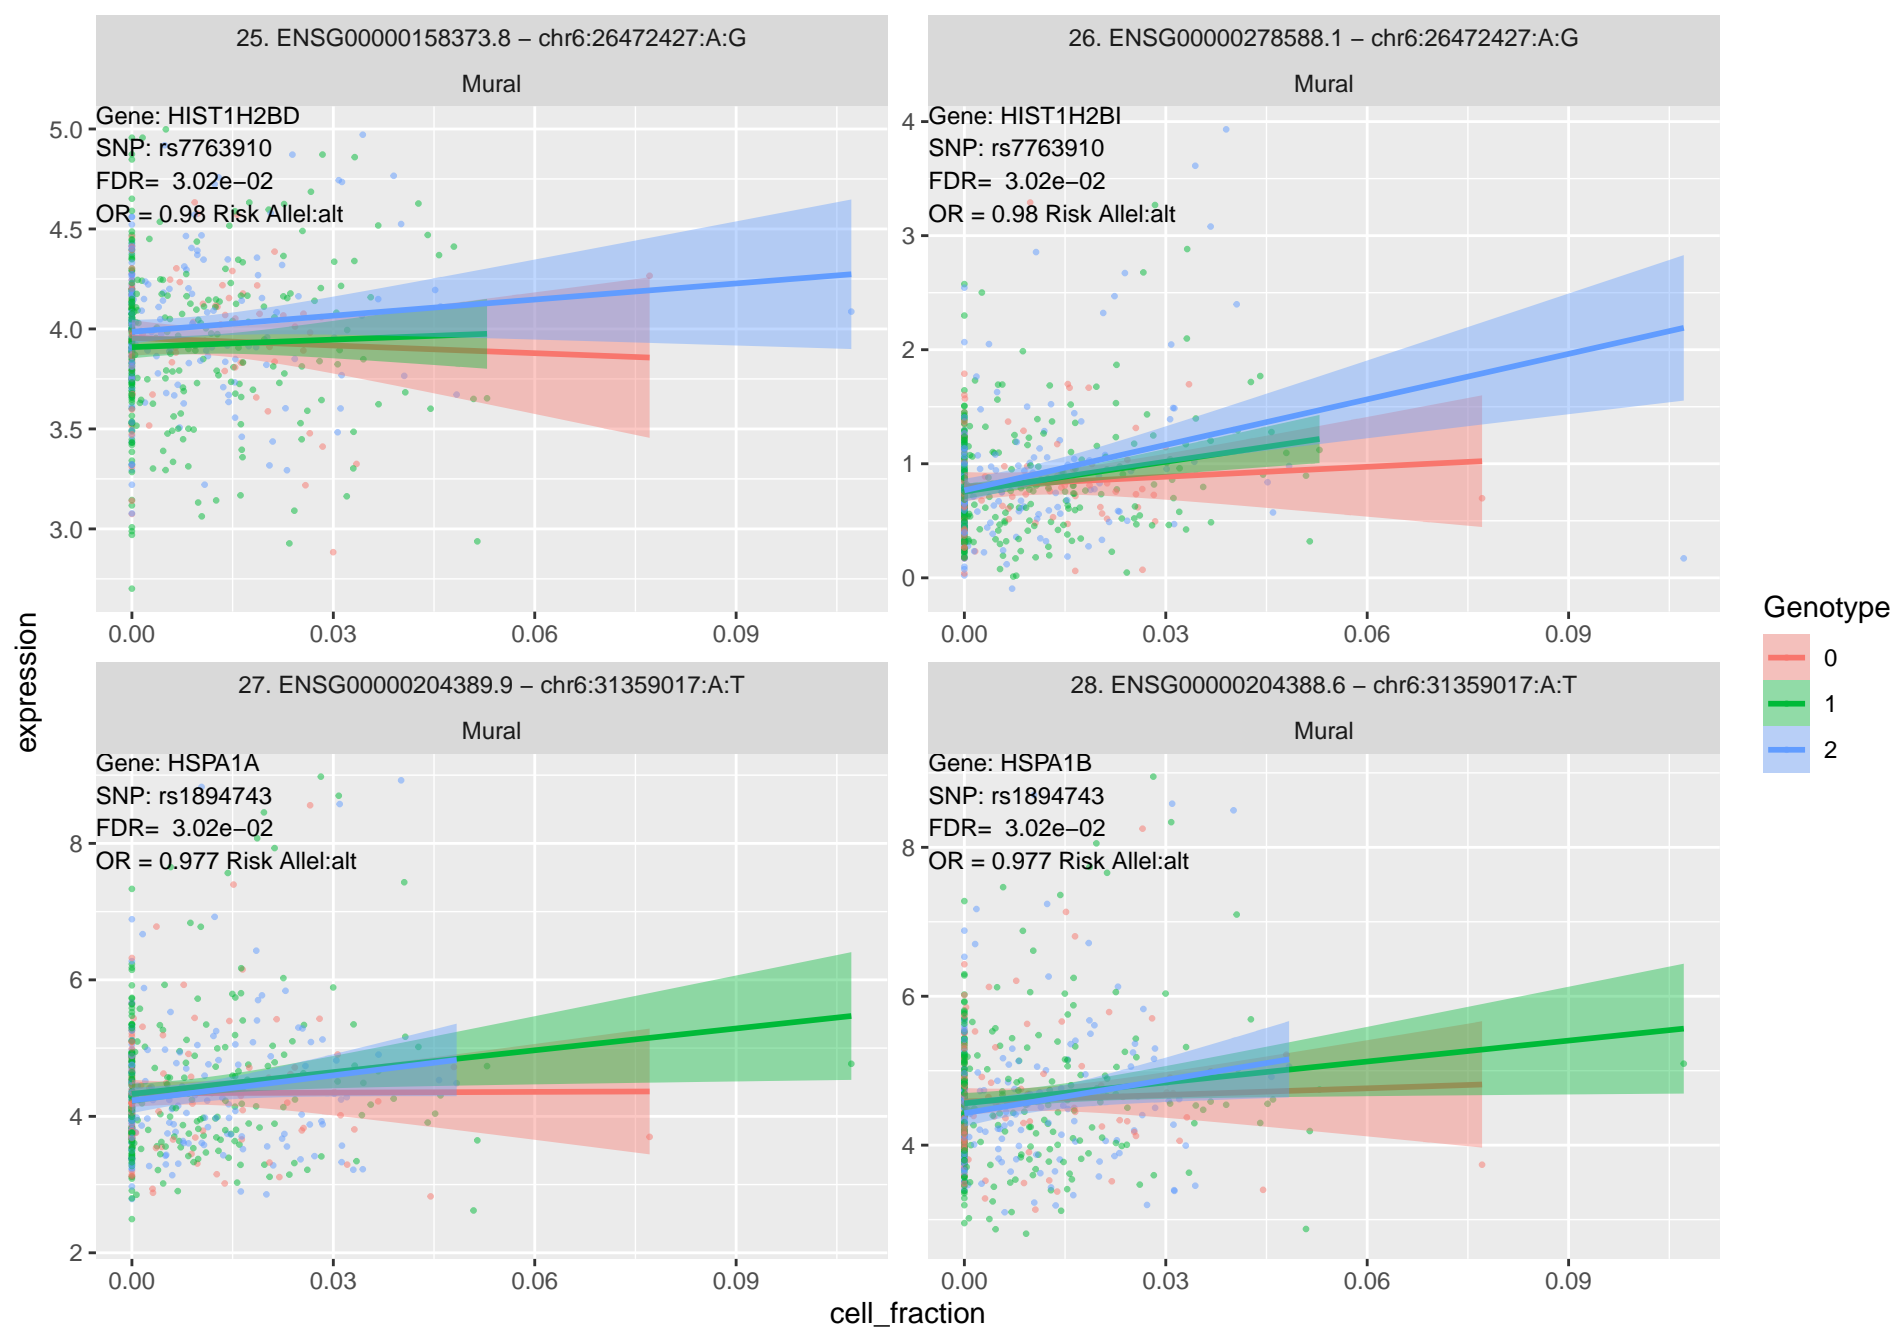 25. ENSG00000158373.8 − chr6:26472427:A:G
Mural
Gene: HIST1H2BD
SNP: rs7763910
FDR=  3.02e−02
OR = 0.98 Risk Allel:alt
5.0
4.5
4.0
3.5
3.0
0.00 0.03 0.06 0.09
26. ENSG00000278588.1 − chr6:26472427:A:G
Mural
Gene: HIST1H2BI
SNP: rs7763910
FDR=  3.02e−02
OR = 0.98 Risk Allel:alt
4
3
2
1
0
0.00 0.03 0.06 0.09
27. ENSG00000204389.9 − chr6:31359017:A:T
Mural
Gene: HSPA1A
SNP: rs1894743
FDR=  3.02e−02
OR = 0.977 Risk Allel:alt
8
6
4
2
0.00 0.03 0.06 0.09
28. ENSG00000204388.6 − chr6:31359017:A:T
Mural
Gene: HSPA1B
SNP: rs1894743
FDR=  3.02e−02
OR = 0.977 Risk Allel:alt
8
6
4
0.00 0.03 0.06 0.09
expression
cell_fraction
Genotype
0
1
2